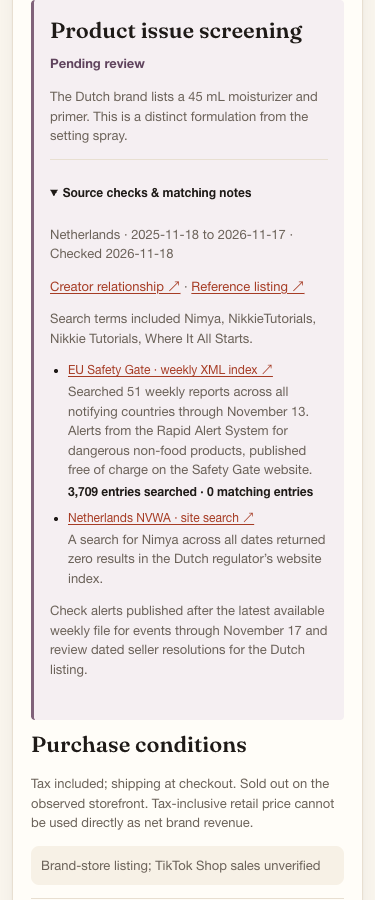 Product issue screening
Pending review
The Dutch brand lists a 45 mL moisturizer and
primer. This is a distinct formulation from the
setting spray.
▼ Source checks & matching notes
Netherlands · 2025-11-18 to 2026-11-17 ·
Checked 2026-11-18
Creator relationship ↗ · Reference listing ↗
Search terms included Nimya, NikkieTutorials,
Nikkie Tutorials, Where It All Starts.
• EU Safety Gate · weekly XML index ↗
Searched 51 weekly reports across all
notifying countries through November 13.
Alerts from the Rapid Alert System for
dangerous non-food products, published
free of charge on the Safety Gate website.
3,709 entries searched · 0 matching entries
• Netherlands NVWA · site search ↗
A search for Nimya across all dates returned
zero results in the Dutch regulator’s website
index.
Check alerts published after the latest available
weekly file for events through November 17 and
review dated seller resolutions for the Dutch
listing.
Purchase conditions
Tax included; shipping at checkout. Sold out on the
observed storefront. Tax-inclusive retail price cannot
be used directly as net brand revenue.
Brand-store listing; TikTok Shop sales unverified